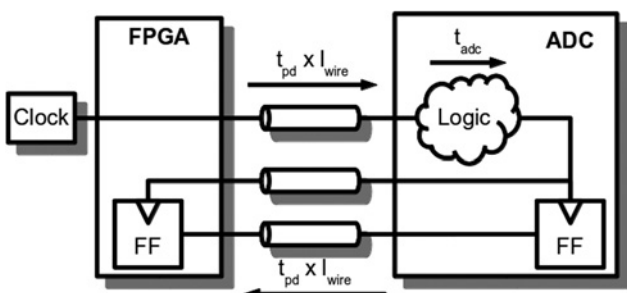 FPGA
ADC
t_pd x l_wire
t_adc
Clock
Logic
FF
FF
t_pd x l_wire